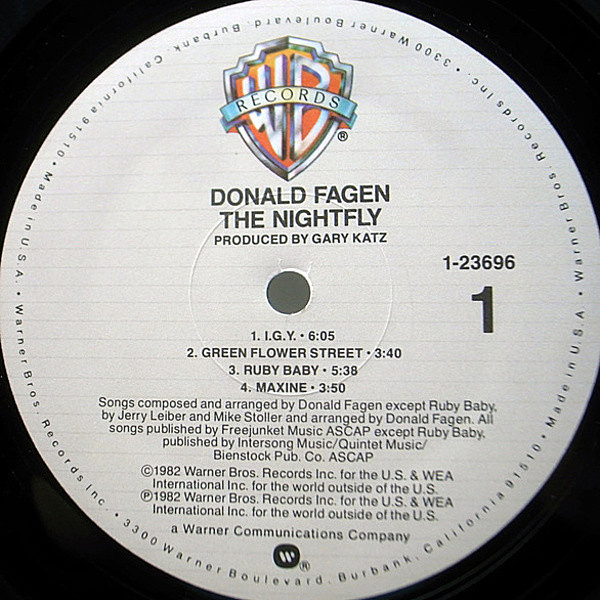 WB
RECORDS
®
DONALD FAGEN
THE NIGHTFLY
PRODUCED BY GARY KATZ
1-23696
1
1. I.G.Y. • 6:05
2. GREEN FLOWER STREET • 3:40
3. RUBY BABY • 5:38
4. MAXINE • 3:50
Songs composed and arranged by Donald Fagen except Ruby Baby,
by Jerry Leiber and Mike Stoller and arranged by Donald Fagen. All
songs published by Freejunket Music ASCAP except Ruby Baby,
published by Intersong Music/Quintet Music/
Bienstock Pub. Co. ASCAP
©1982 Warner Bros. Records Inc. for the U.S. & WEA
International Inc. for the world outside of the U.S.
℗1982 Warner Bros. Records Inc. for the U.S. & WEA
International Inc. for the world outside of the U.S.
a Warner Communications Company
®
Warner Bros. Records Inc. • 3300 Warner Boulevard, Burbank, California 91510 • Made in U.S.A. •
Warner Bros. Records Inc. • 3300 Warner Boulevard, Burbank, California 91510 • Made in U.S.A. •